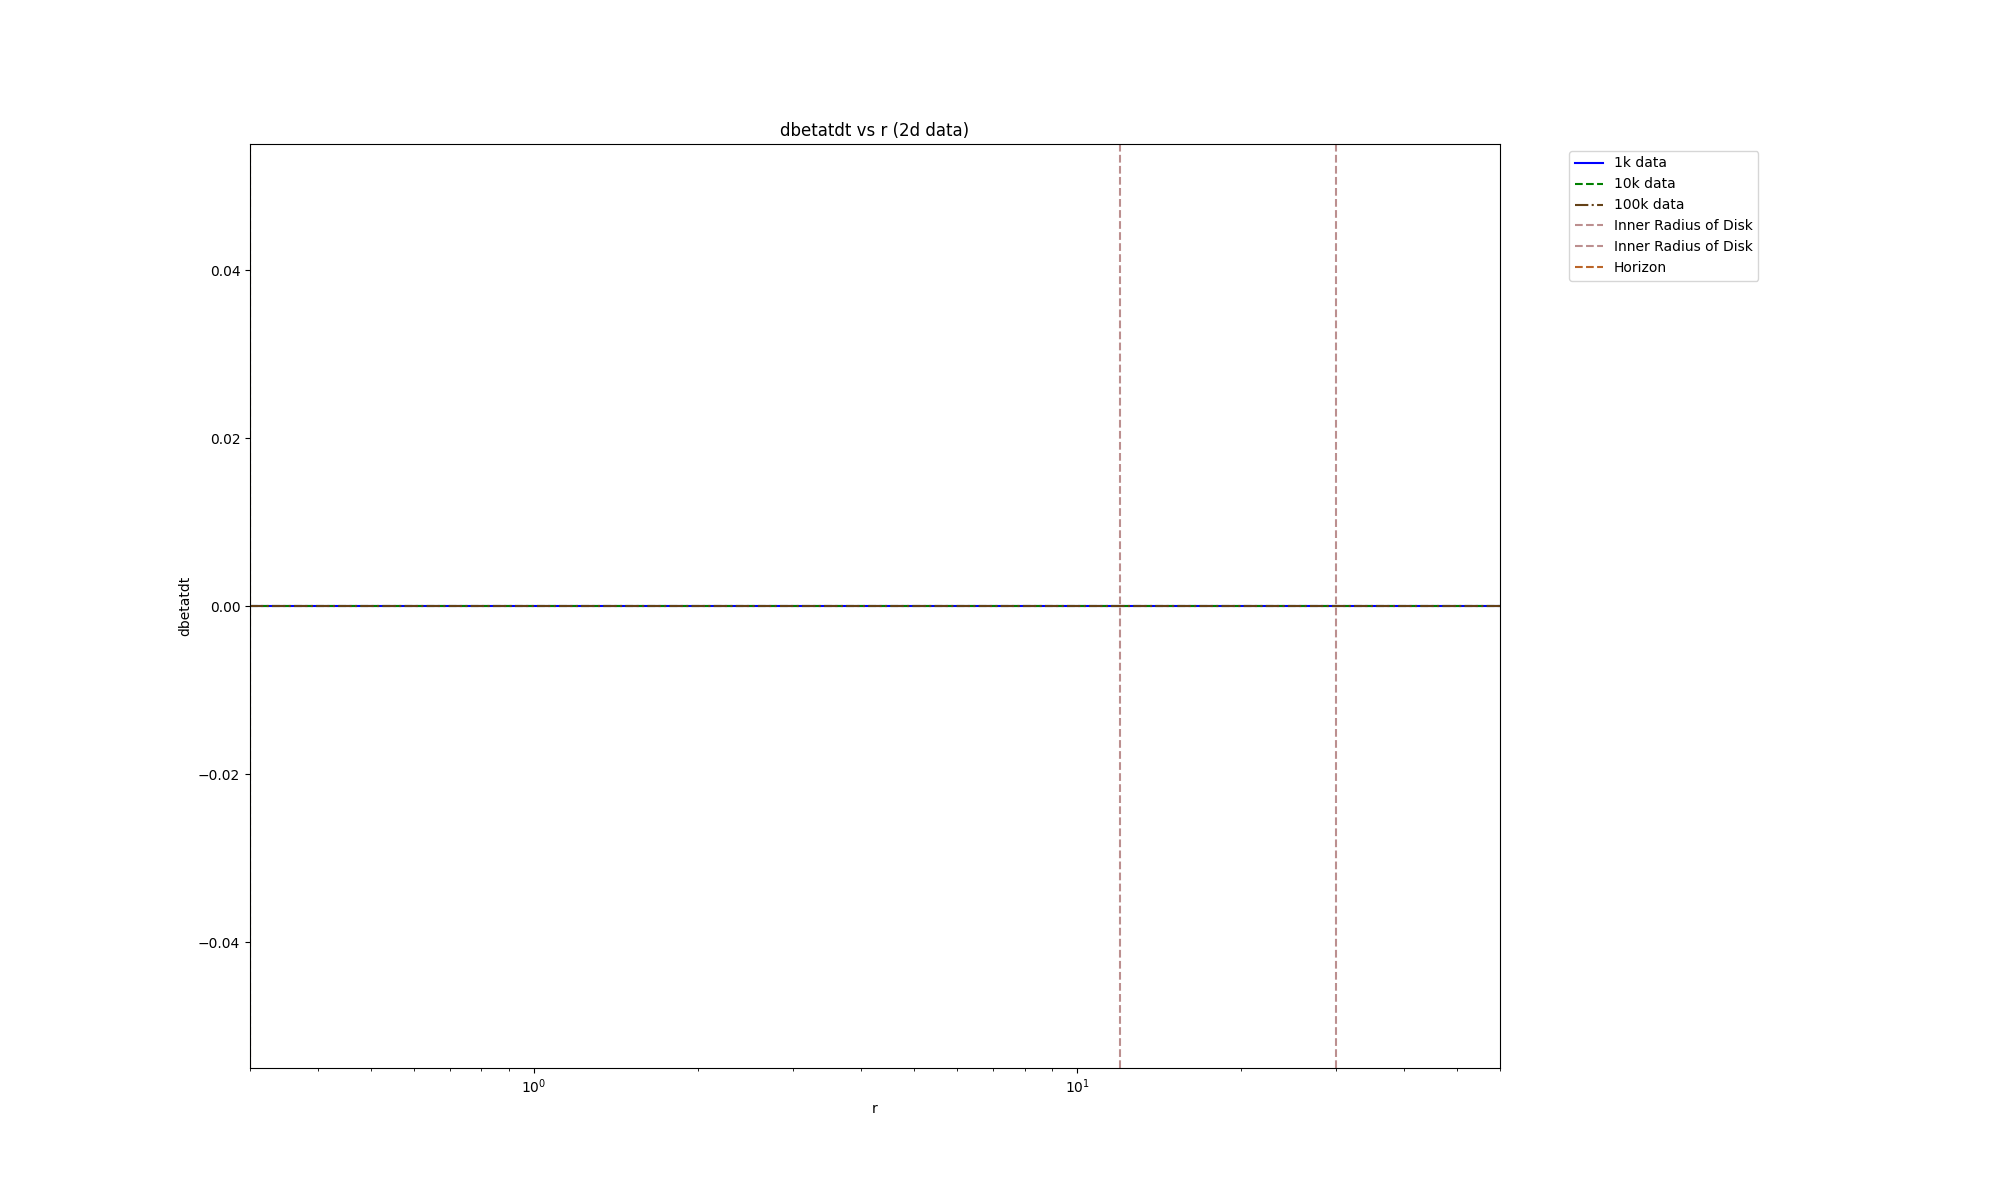 dbetatdt vs r (2d data)
1k data
10k data
100k data
Inner Radius of Disk
Inner Radius of Disk
Horizon
0.04
0.02
0.00
−0.02
−0.04
dbetatdt
10⁰
10¹
r